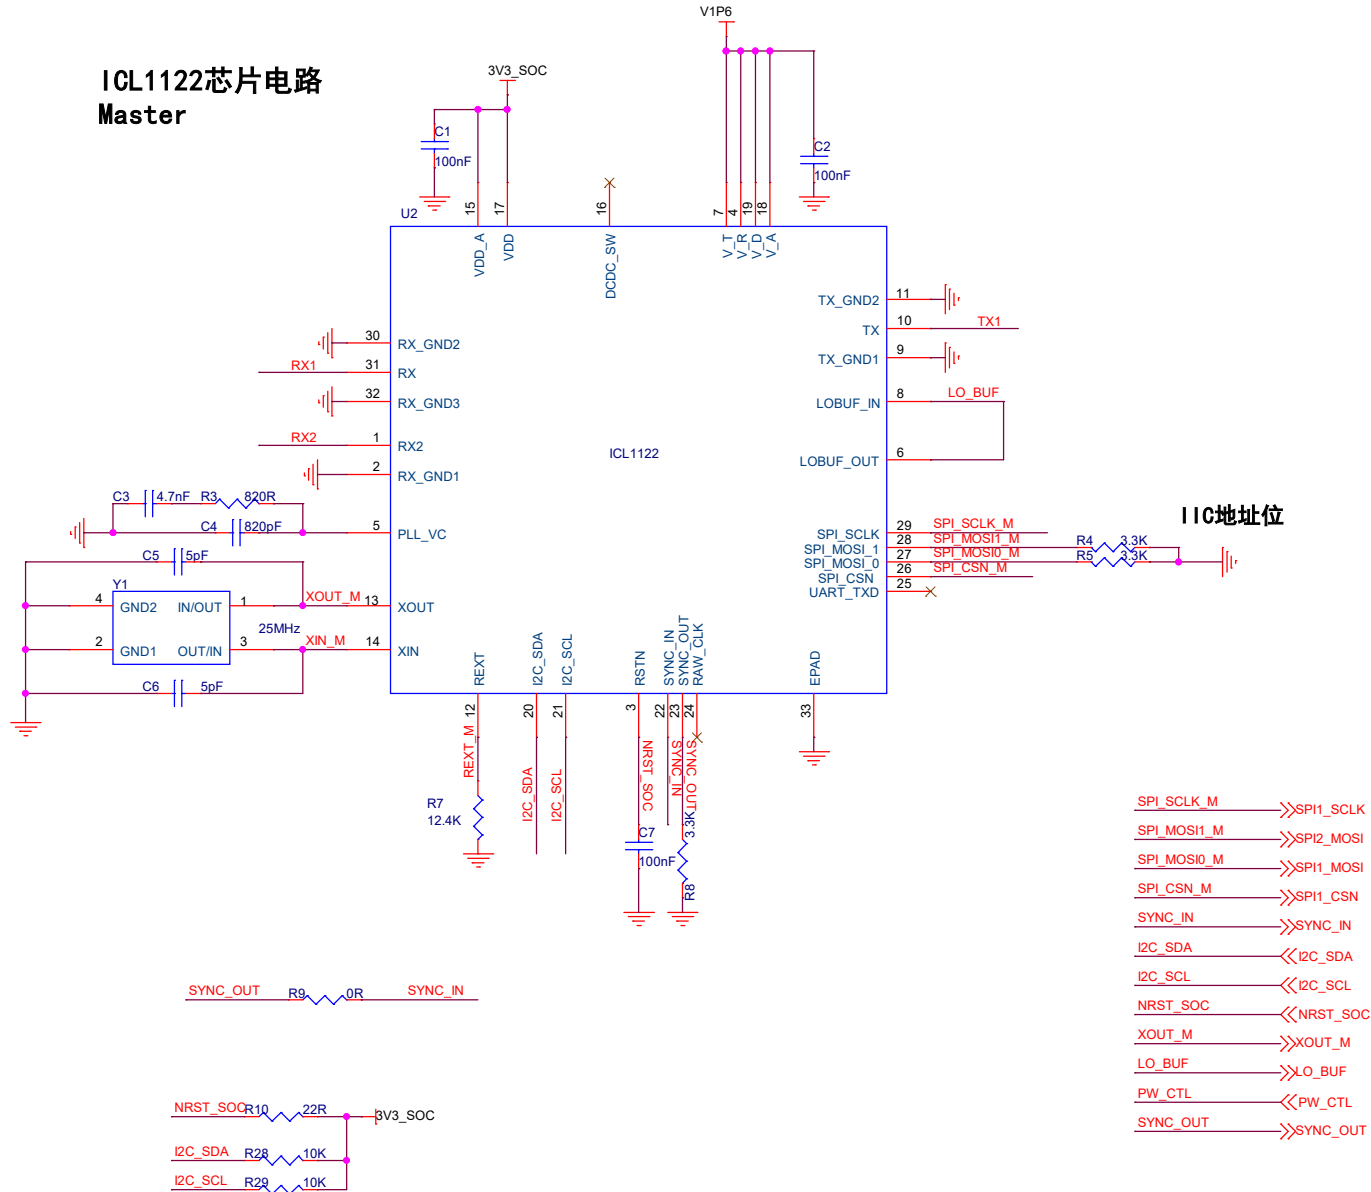 V1P6
ICL1122芯片电路
Master
3V3_SOC
C1
100nF
C2
100nF
U2
15
17
16
7
4
19
18
VDD_A
VDD
DCDC_SW
V_T
V_R
V_D
V_A
30
RX_GND2
RX1
31
RX
32
RX_GND3
RX2
1
RX2
2
RX_GND1
ICL1122
TX_GND2
11
TX
10
TX1
TX_GND1
9
LOBUF_IN
8
LO_BUF
LOBUF_OUT
6
C3
4.7nF
R3
820R
C4
820pF
5
PLL_VC
C5
5pF
Y1
4
GND2
IN/OUT
1
XOUT_M
13
XOUT
25MHz
2
GND1
OUT/IN
3
XIN_M
14
XIN
C6
5pF
IIC地址位
SPI_SCLK
29
SPI_SCLK_M
SPI_MOSI_1
28
SPI_MOSI1_M
R4
3.3K
SPI_MOSI_0
27
SPI_MOSI0_M
R5
3.3K
SPI_CSN
26
SPI_CSN_M
UART_TXD
25
REXT
I2C_SDA
I2C_SCL
RSTN
SYNC_IN
SYNC_OUT
RAW_CLK
EPAD
12
20
21
3
22
23
24
33
REXT_M
I2C_SDA
I2C_SCL
NRST_SOC
SYNC_IN
SYNC_OUT
R7
12.4K
C7
100nF
3.3K
R8
SPI_SCLK_M
SPI1_SCLK
SPI_MOSI1_M
SPI2_MOSI
SPI_MOSI0_M
SPI1_MOSI
SPI_CSN_M
SPI1_CSN
SYNC_IN
SYNC_IN
I2C_SDA
I2C_SDA
I2C_SCL
I2C_SCL
NRST_SOC
NRST_SOC
XOUT_M
XOUT_M
LO_BUF
LO_BUF
PW_CTL
PW_CTL
SYNC_OUT
SYNC_OUT
SYNC_OUT
R9
0R
SYNC_IN
NRST_SOC
R10
22R
3V3_SOC
I2C_SDA
R28
10K
I2C_SCL
R29
10K